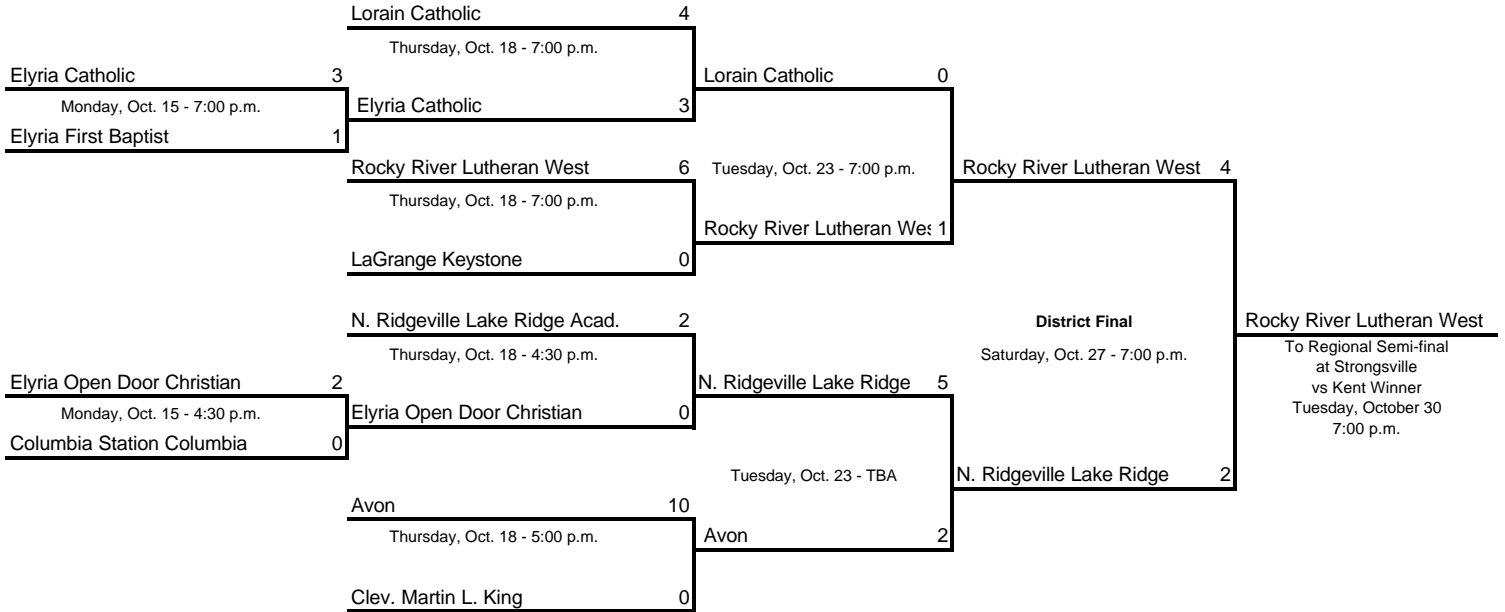 Lorain Catholic 4
Thursday, Oct. 18 - 7:00 p.m.
Elyria Catholic 3
Lorain Catholic 0
Monday, Oct. 15 - 7:00 p.m.
Elyria Catholic 3
Elyria First Baptist 1
Rocky River Lutheran West 6
Tuesday, Oct. 23 - 7:00 p.m.
Rocky River Lutheran West 4
Thursday, Oct. 18 - 7:00 p.m.
Rocky River Lutheran Wes 1
LaGrange Keystone 0
N. Ridgeville Lake Ridge Acad. 2
District Final
Rocky River Lutheran West
Thursday, Oct. 18 - 4:30 p.m.
Saturday, Oct. 27 - 7:00 p.m.
To Regional Semi-final
at Strongsville
vs Kent Winner
Tuesday, October 30
7:00 p.m.
Elyria Open Door Christian 2
N. Ridgeville Lake Ridge 5
Monday, Oct. 15 - 4:30 p.m.
Elyria Open Door Christian 0
Columbia Station Columbia 0
Tuesday, Oct. 23 - TBA
N. Ridgeville Lake Ridge 2
Avon 10
Thursday, Oct. 18 - 5:00 p.m.
Avon 2
Clev. Martin L. King 0